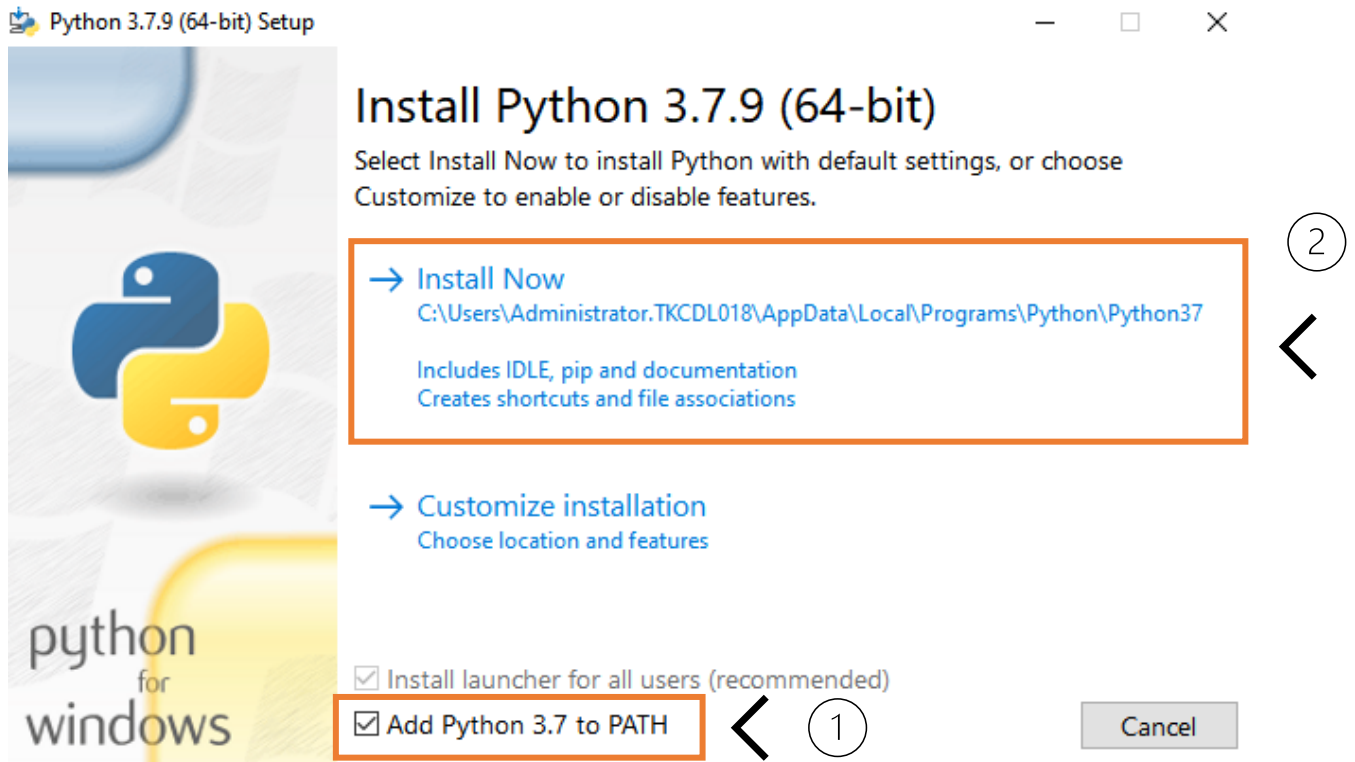 Python 3.7.9 (64-bit) Setup
Install Python 3.7.9 (64-bit)
Select Install Now to install Python with default settings, or choose
Customize to enable or disable features.
2
Install Now
C:\Users\Administrator.TKCDL018\AppData\Local\Programs\Python\Python37
Includes IDLE, pip and documentation
Creates shortcuts and file associations
Customize installation
Choose location and features
python
for
windows
Install launcher for all users (recommended)
Add Python 3.7 to PATH
1
Cancel